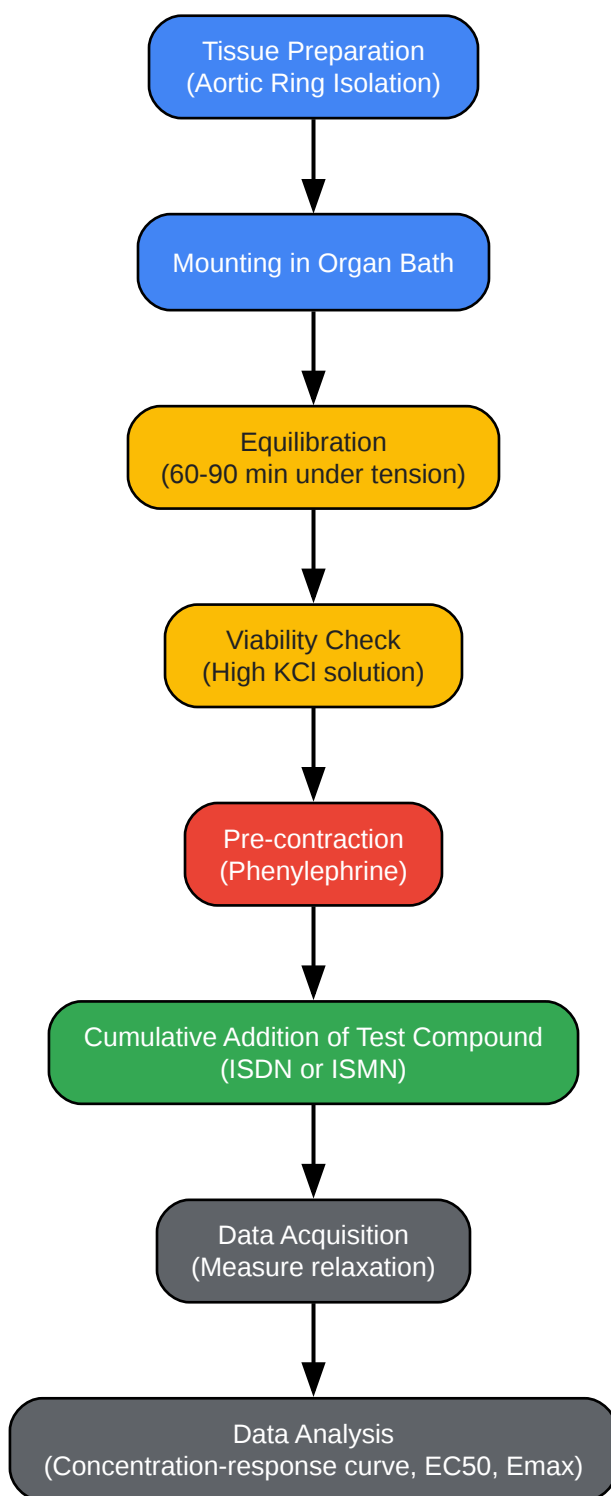 Tissue Preparation
(Aortic Ring Isolation)
Mounting in Organ Bath
Equilibration
(60-90 min under tension)
Viability Check
(High KCl solution)
Pre-contraction
(Phenylephrine)
Cumulative Addition of Test Compound
(ISDN or ISMN)
Data Acquisition
(Measure relaxation)
Data Analysis
(Concentration-response curve, EC50, Emax)